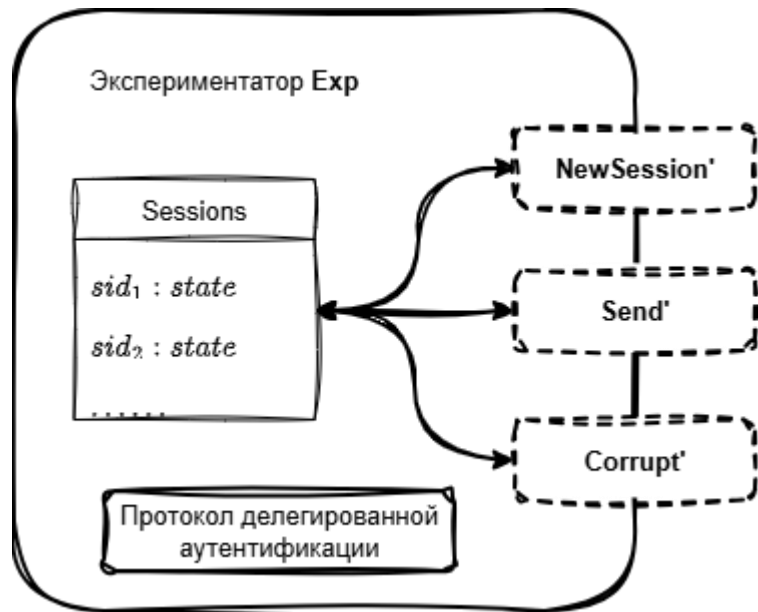 Экспериментатор Exp
NewSession'
Sessions
sid₁ : state
Send'
sid₂ : state
......
Corrupt'
Протокол делегированной
аутентификации